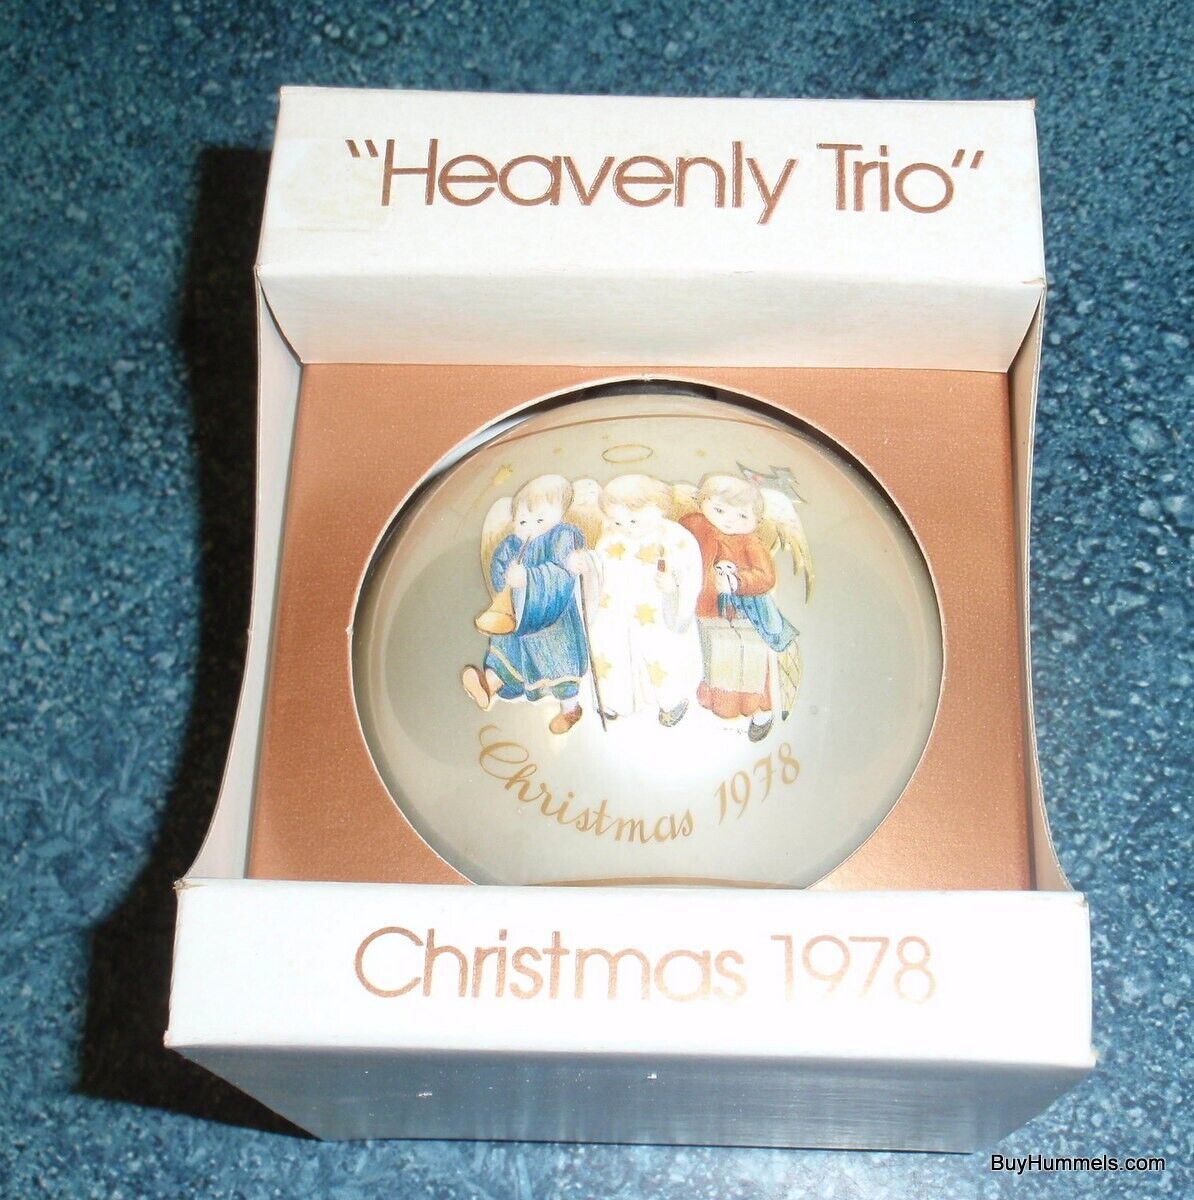 "Heavenly Trio"
Christmas 1978
Christmas 1978
BuyHummels.com